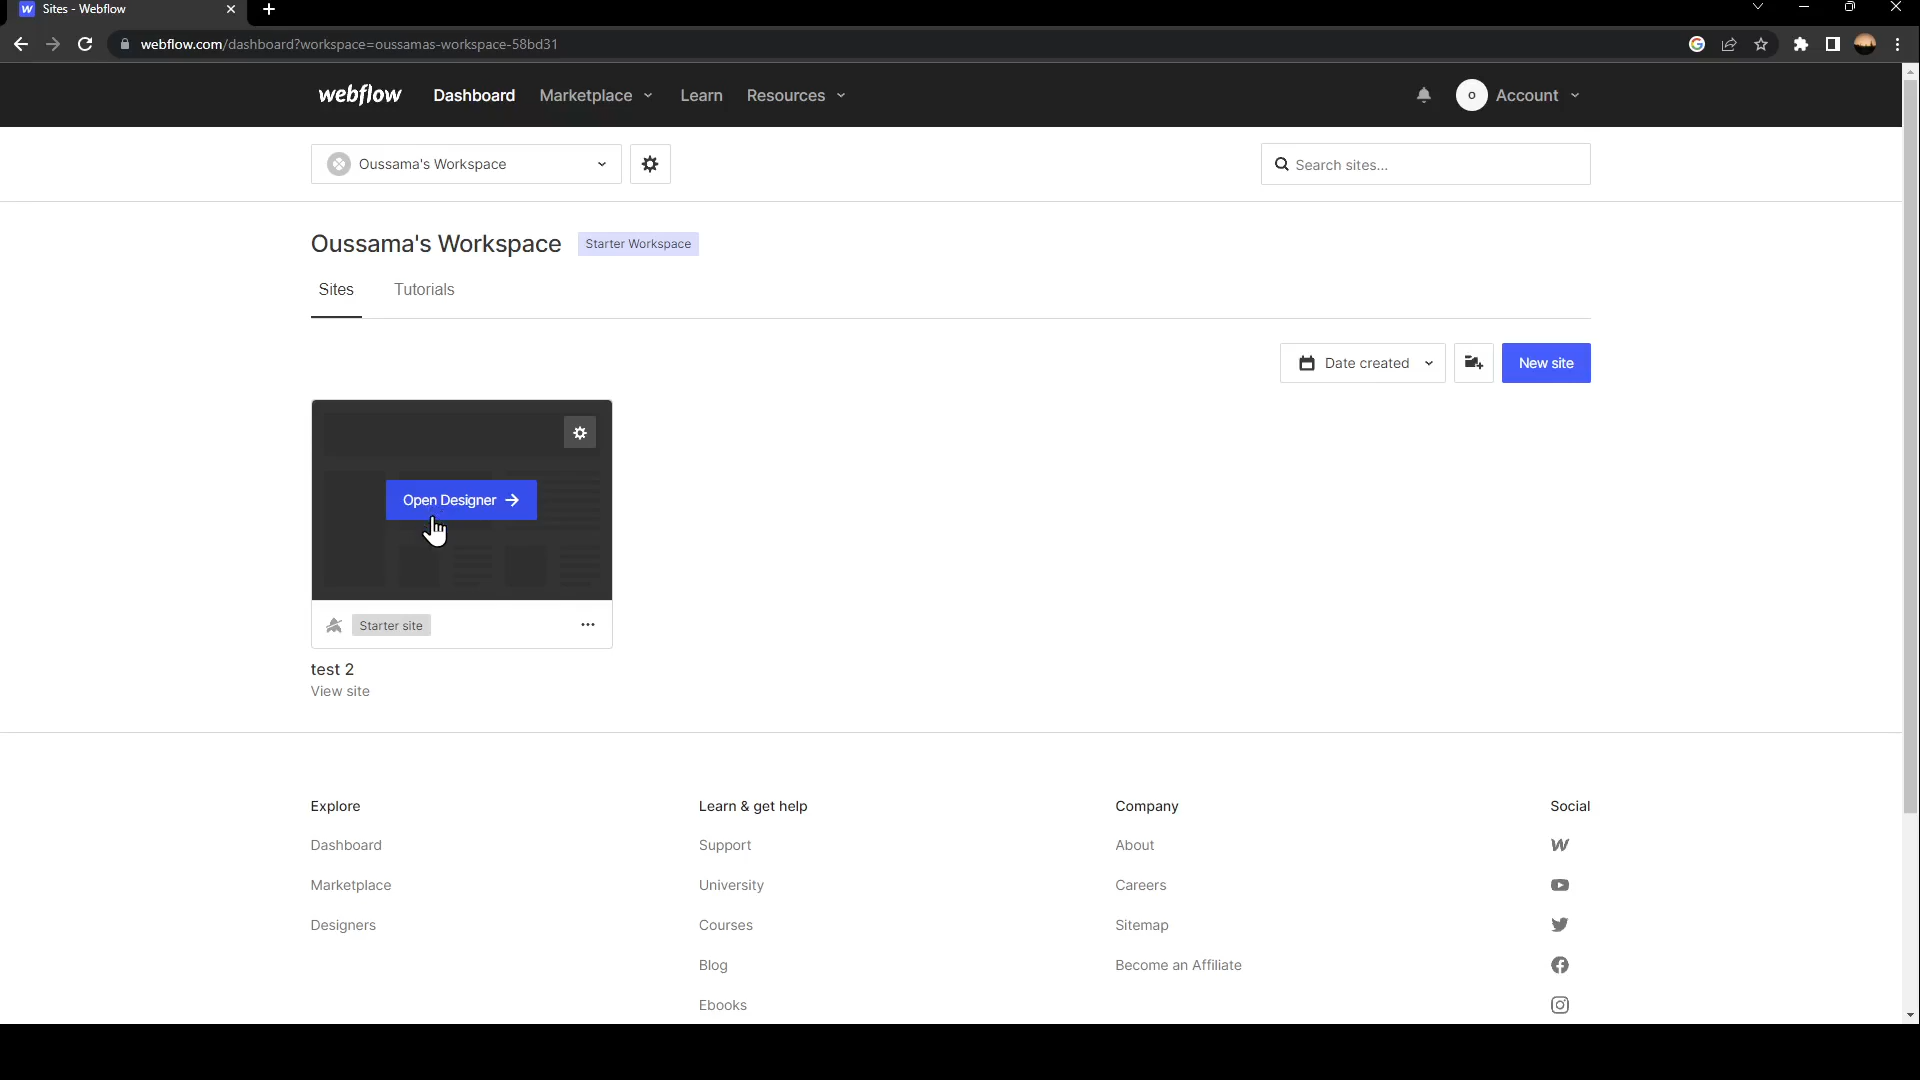 Sites - Webflow
webflow.com/dashboard?workspace=oussamas-workspace-58bd31
webflow Dashboard Marketplace Learn Resources O Account
Oussama's Workspace Search sites...
Oussama's Workspace Starter Workspace
Sites Tutorials
Date created New site
Open Designer
Starter site
test 2
View site
Explore Learn & get help Company Social
Dashboard Support About
Marketplace University Careers
Designers Courses Sitemap
Blog Become an Affiliate
Ebooks